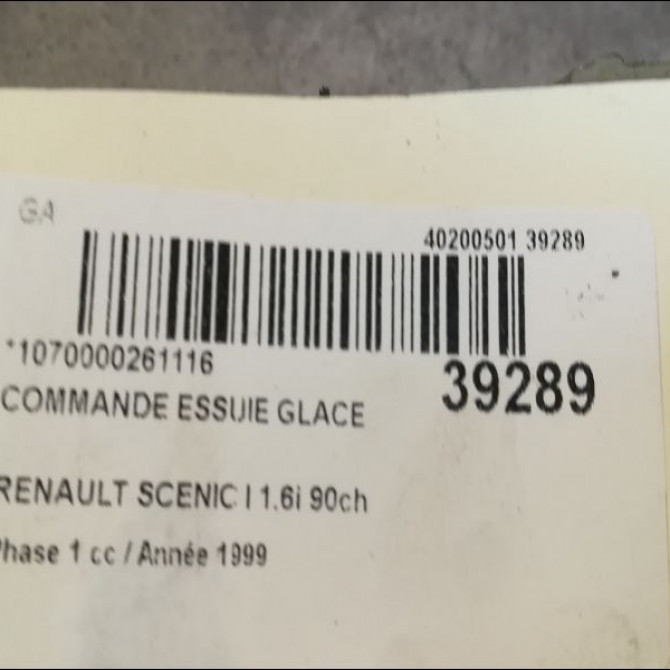 GA
40200501 39289
*1070000261116
39289
COMMANDE ESSUIE GLACE
RENAULT SCENIC I 1.6i 90ch
Phase 1 cc / Année 1999